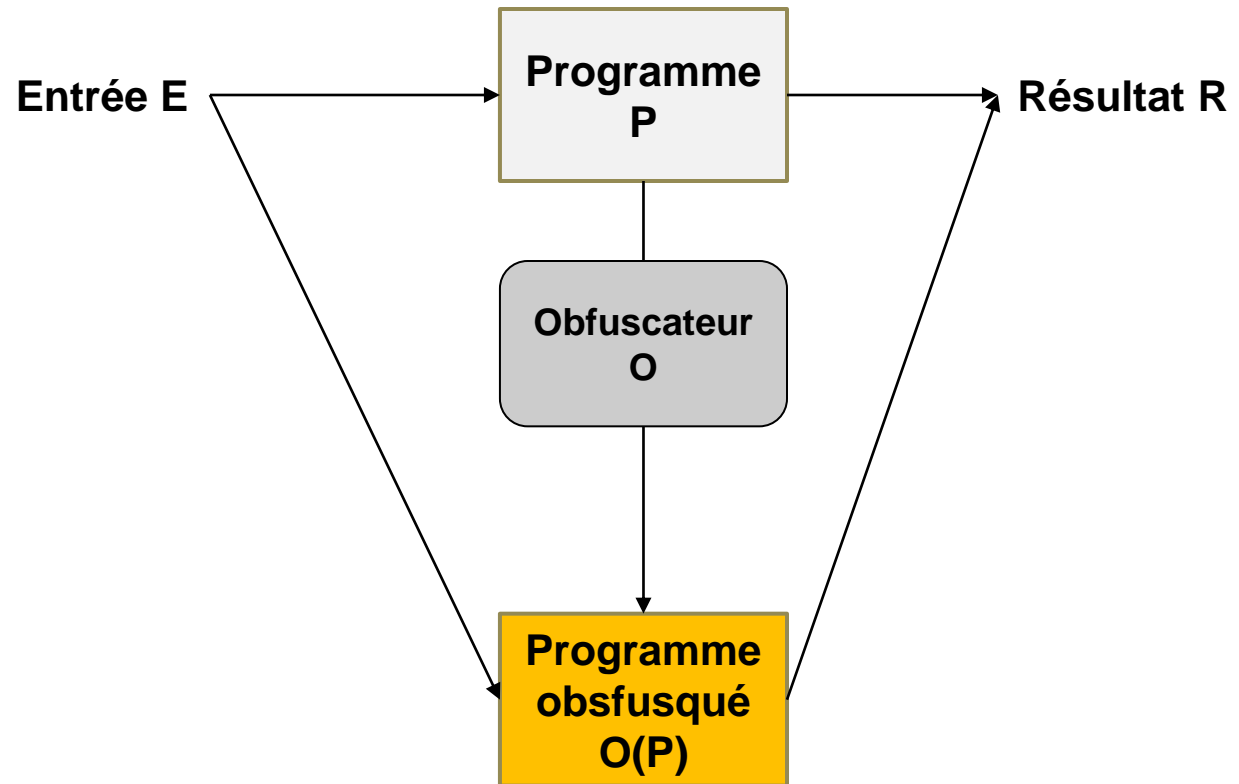 Programme
P
Entrée E
Résultat R
Obfuscateur
O
Programme
obsfusqué
O(P)